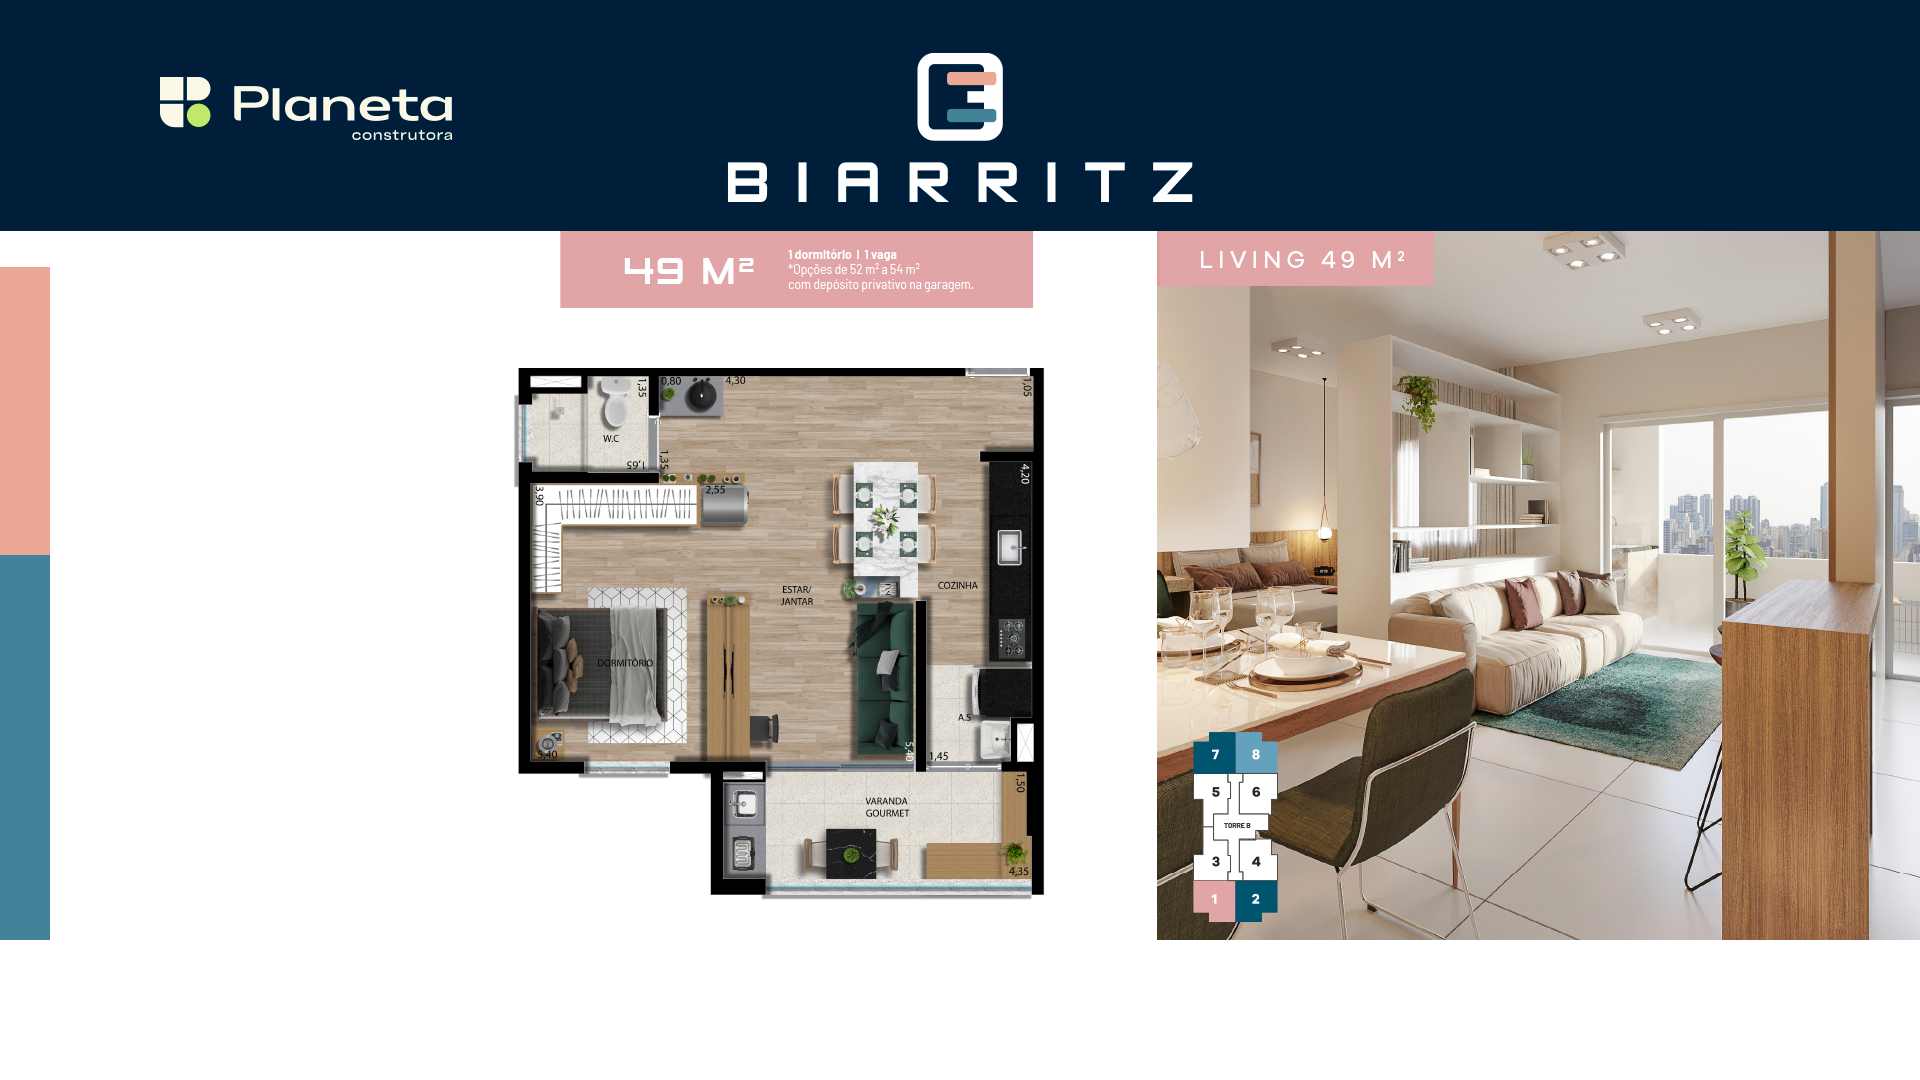 Planeta
construtora
BIARRITZ
49 M²
1 dormitório I 1 vaga
*Opções de 52 m² a 54 m²
com depósito privativo na garagem.
LIVING 49 M²
1,35
0,80
4,30
1,05
W.C
1,65
1,35
3,90
2,55
4,20
ESTAR/
JANTAR
COZINHA
DORMITÓRIO
A.S
5,40
5,40
1,45
1,50
VARANDA
GOURMET
4,35
7
8
5
6
TORRE B
3
4
1
2